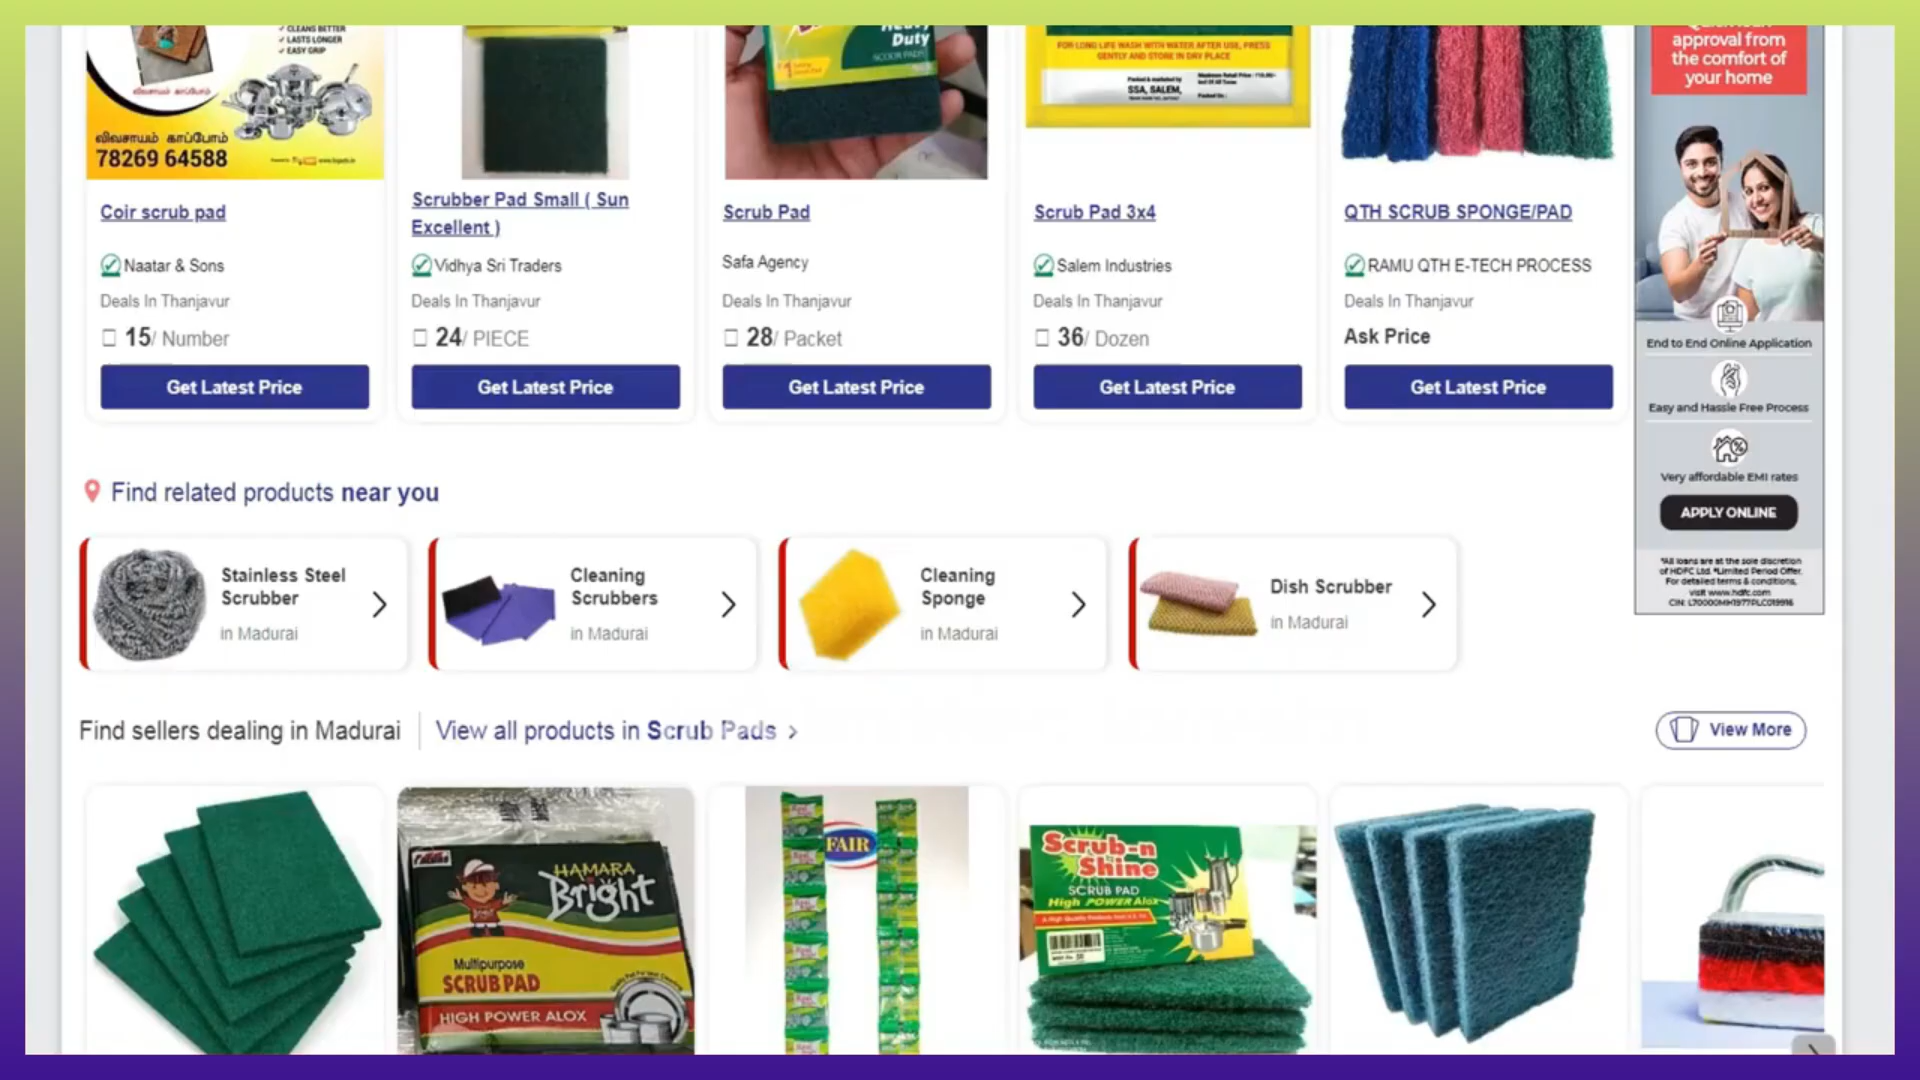 ✓ CLEANS BETTER
✓ LASTS LONGER
✓ EASY GRIP
விவசாயம் காப்போம்
விவசாயம் காப்போம்
78269 64588
Heavy
Duty
SCOUR PADS
FOR LONG LIFE WASH WITH WATER AFTER USE, PRESS
GENTLY AND STORE IN DRY PLACE
Packed & marketed by
SSA, SALEM,
approval from
the comfort of
your home
Coir scrub pad
Scrubber Pad Small ( Sun
Excellent )
Scrub Pad
Scrub Pad 3x4
QTH SCRUB SPONGE/PAD
Naatar & Sons
Vidhya Sri Traders
Safa Agency
Salem Industries
RAMU QTH E-TECH PROCESS
Deals In Thanjavur
Deals In Thanjavur
Deals In Thanjavur
Deals In Thanjavur
Deals In Thanjavur
15/ Number
24/ PIECE
28/ Packet
36/ Dozen
Ask Price
Get Latest Price
Get Latest Price
Get Latest Price
Get Latest Price
Get Latest Price
End to End Online Application
Easy and Hassle Free Process
Very affordable EMI rates
APPLY ONLINE
*All loans are at the sole discretion
of HDFC Ltd. *Limited Period Offer.
For detailed terms & conditions,
visit www.hdfc.com
CIN: L70000MH1977PLC019916
Find related products near you
Stainless Steel
Scrubber
in Madurai
Cleaning
Scrubbers
in Madurai
Cleaning
Sponge
in Madurai
Dish Scrubber
in Madurai
Find sellers dealing in Madurai
View all products in Scrub Pads >
View More
HAMARA
Bright
Multipurpose
SCRUB PAD
HIGH POWER ALOX
FAIR
Scrub-n
Shine
SCRUB PAD
High POWER Alox